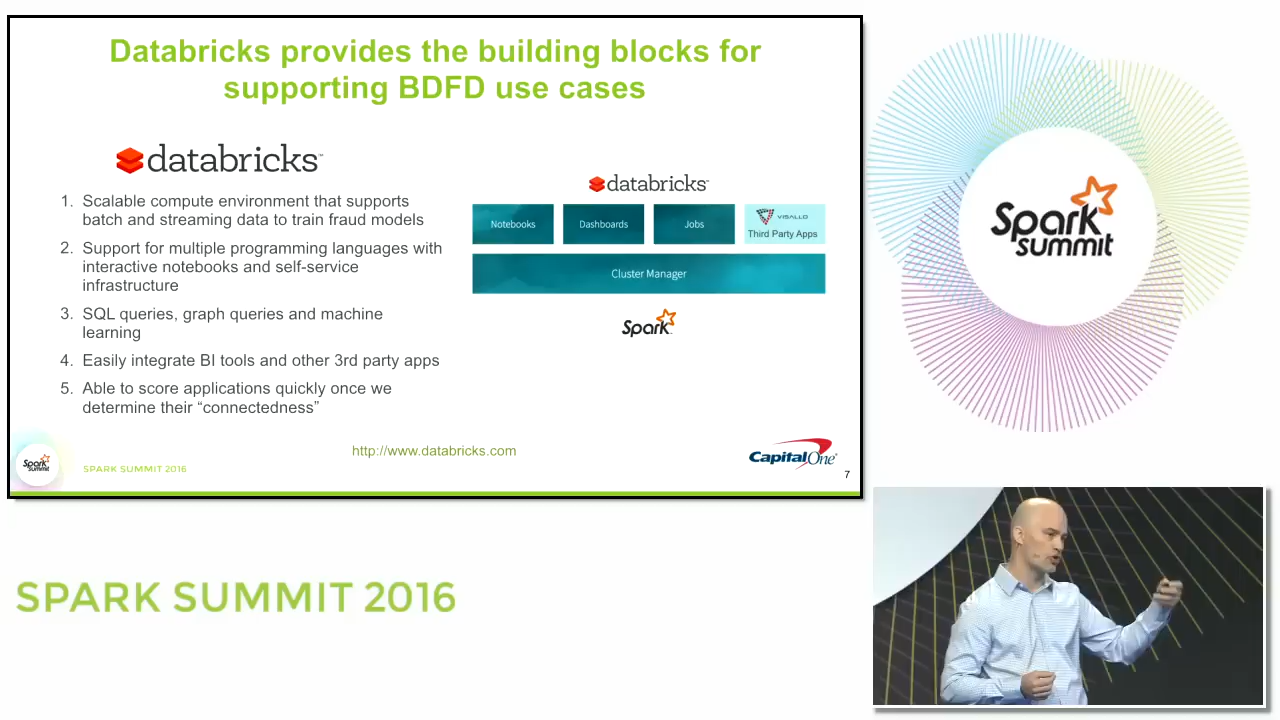 Databricks provides the building blocks for
supporting BDFD use cases
databricks™
1. Scalable compute environment that supports
batch and streaming data to train fraud models
2. Support for multiple programming languages with
interactive notebooks and self-service
infrastructure
3. SQL queries, graph queries and machine
learning
4. Easily integrate BI tools and other 3rd party apps
5. Able to score applications quickly once we
determine their “connectedness”
databricks™
Notebooks
Dashboards
Jobs
VISALLO
Third Party Apps
Cluster Manager
Spark
http://www.databricks.com
Spark
summit
SPARK SUMMIT 2016
CapitalOne®
7
Spark
summit
SPARK SUMMIT 2016